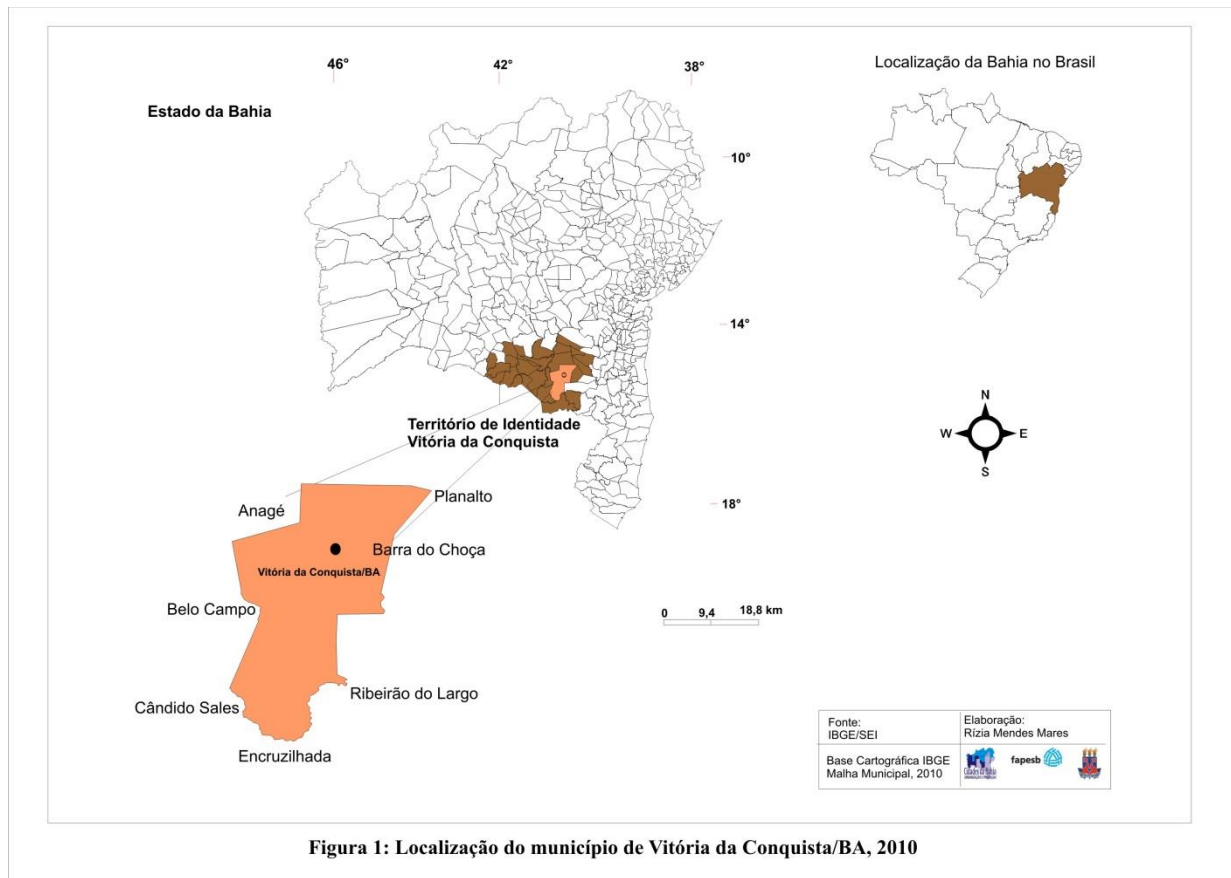 46°
42°
38°
Localização da Bahia no Brasil
Estado da Bahia
10°
14°
Território de Identidade
Vitória da Conquista
18°
N
W
E
S
Anagé
Planalto
Barra do Choça
Vitória da Conquista/BA
Belo Campo
Cândido Sales
Ribeirão do Largo
Encruzilhada
0 9,4 18,8 km
Fonte:
IBGE/SEI
Elaboração:
Rízia Mendes Mares
Base Cartográfica IBGE
Malha Municipal, 2010
Cidades da Bahia
fapesb
Figura 1: Localização do município de Vitória da Conquista/BA, 2010